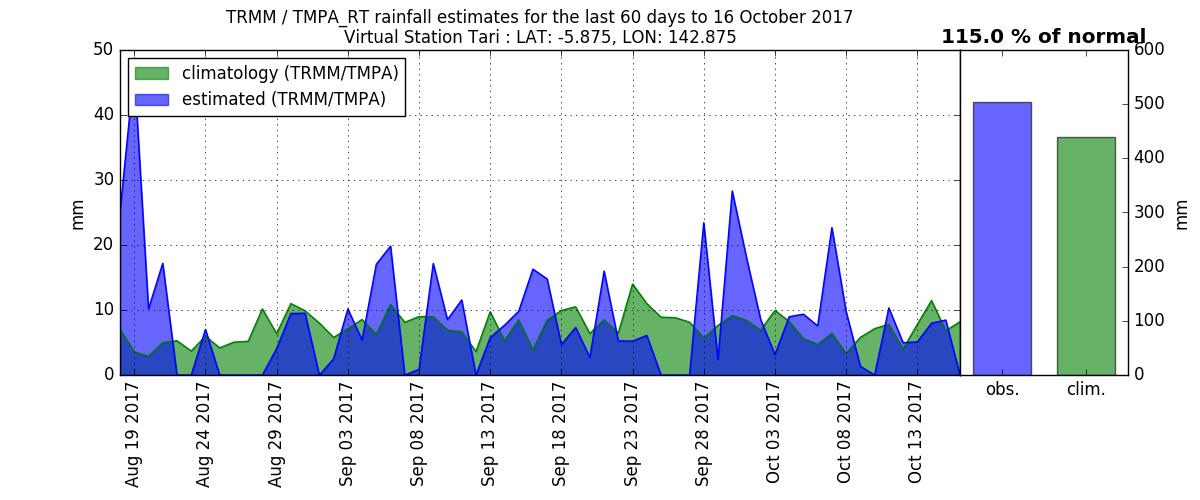 TRMM / TMPA_RT rainfall estimates for the last 60 days to 16 October 2017
Virtual Station Tari : LAT: -5.875, LON: 142.875
115.0 % of normal
climatology (TRMM/TMPA)
estimated (TRMM/TMPA)
50
40
30
20
10
0
mm
600
500
400
300
200
100
0
mm
obs.
clim.
Aug 19 2017
Aug 24 2017
Aug 29 2017
Sep 03 2017
Sep 08 2017
Sep 13 2017
Sep 18 2017
Sep 23 2017
Sep 28 2017
Oct 03 2017
Oct 08 2017
Oct 13 2017